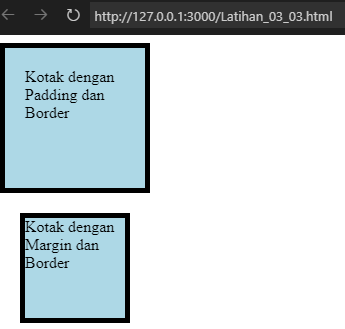 http://127.0.0.1:3000/Latihan_03_03.html
Kotak dengan
Padding dan
Border
Kotak dengan
Margin dan
Border